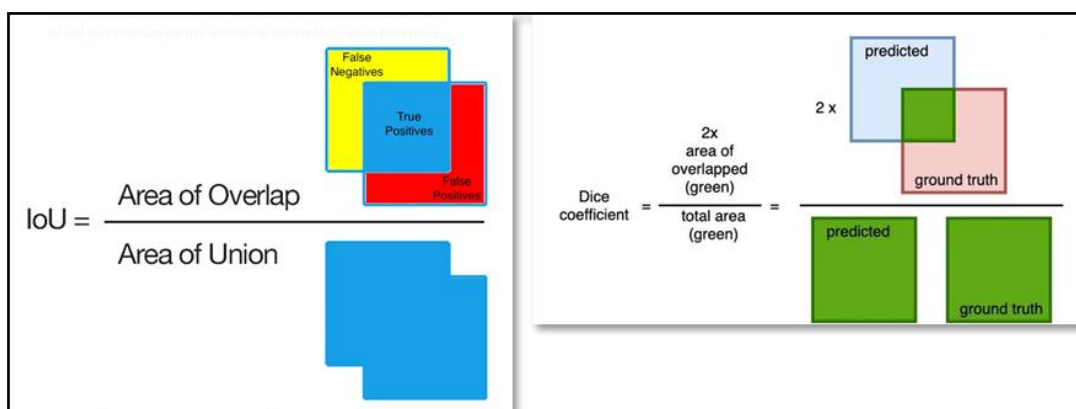 False
Negatives
True
Positives
False
Positives
IoU =
Area of Overlap
Area of Union
predicted
2 x
ground truth
Dice
coefficient
=
2x
area of
overlapped
(green)
total area
(green)
=
predicted
ground truth